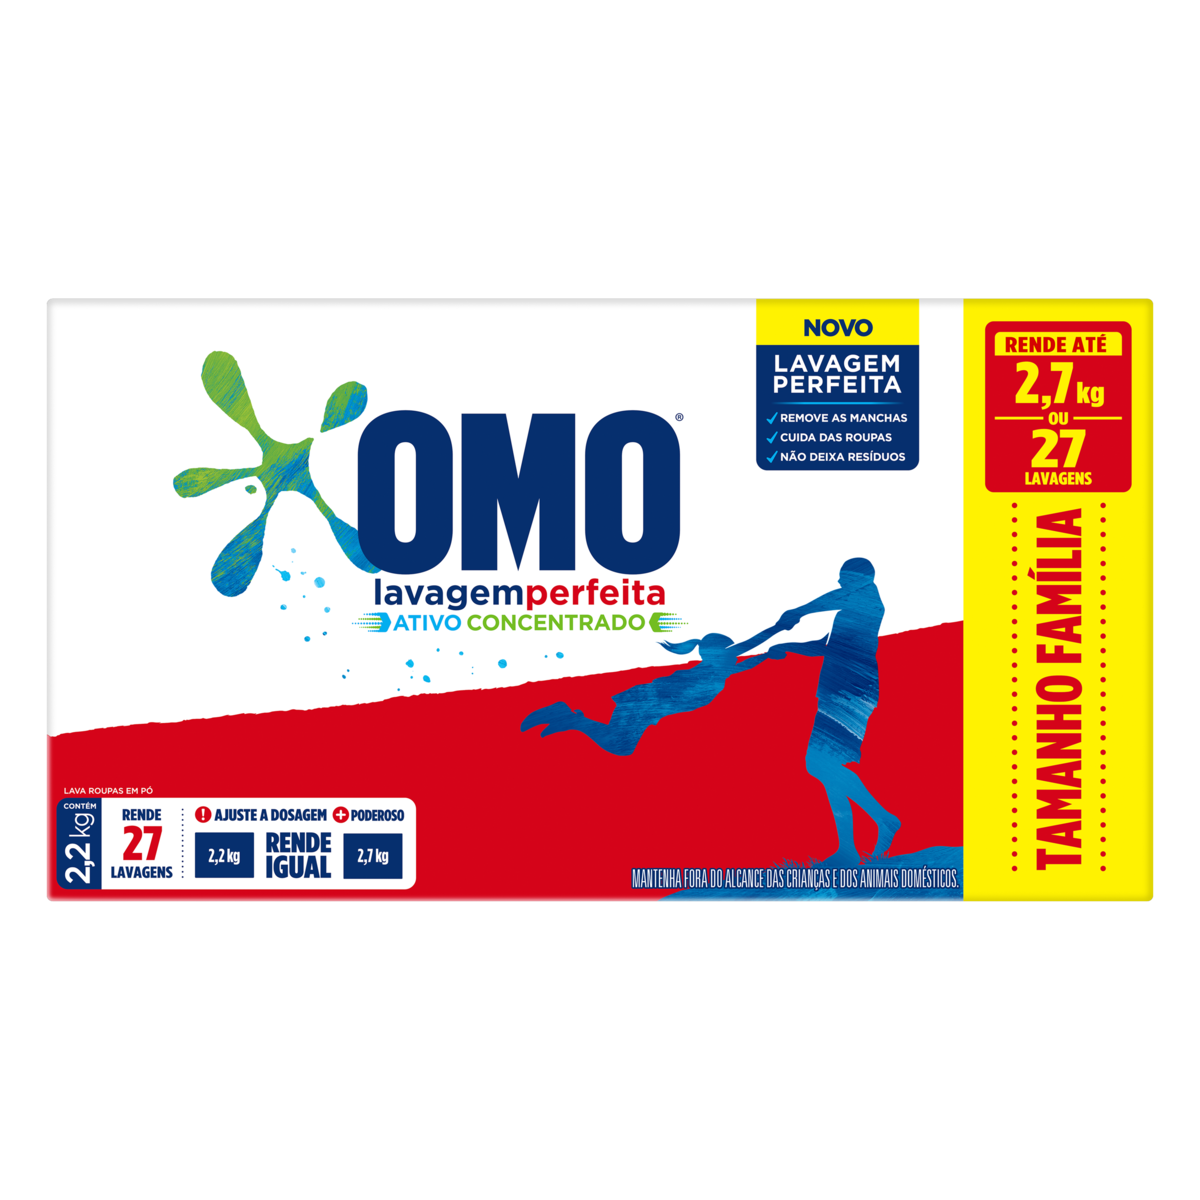 NOVO
LAVAGEM
PERFEITA
REMOVE AS MANCHAS
CUIDA DAS ROUPAS
NÃO DEIXA RESÍDUOS
RENDE ATÉ
2,7 kg
OU
27
LAVAGENS
TAMANHO FAMÍLIA
OMO®
lavagemperfeita
ATIVO CONCENTRADO
LAVA ROUPAS EM PÓ
CONTÉM
2,2 kg
RENDE
27
LAVAGENS
! AJUSTE A DOSAGEM + PODEROSO
2,2 kg
RENDE
IGUAL
2,7 kg
MANTENHA FORA DO ALCANCE DAS CRIANÇAS E DOS ANIMAIS DOMÉSTICOS.